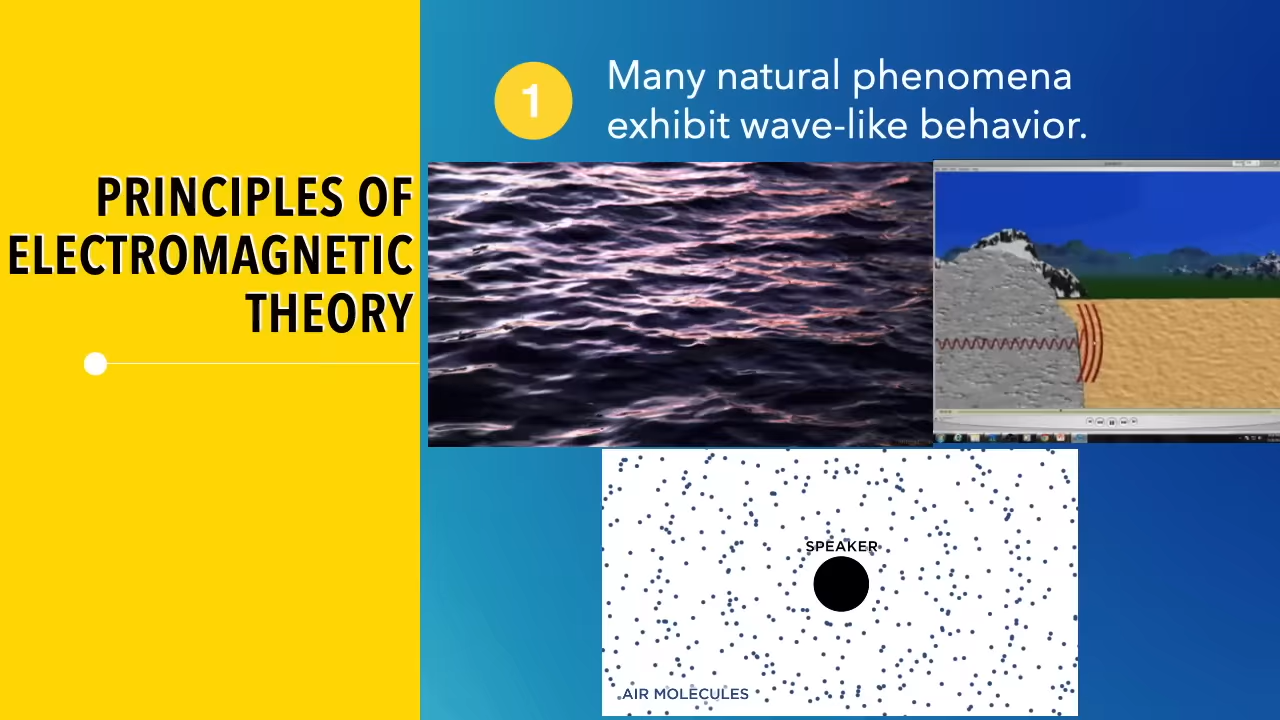 PRINCIPLES OF
ELECTROMAGNETIC
THEORY
1
Many natural phenomena
exhibit wave-like behavior.
SPEAKER
AIR MOLECULES